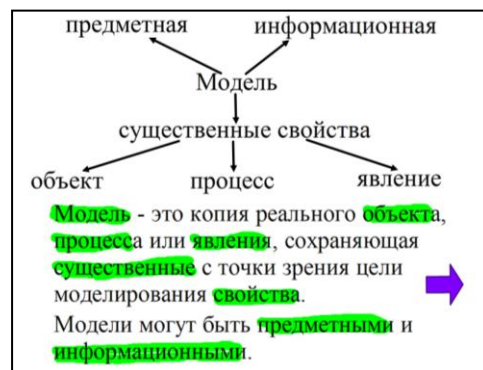 предметная информационная
Модель
существенные свойства
объект процесс явление
Модель - это копия реального объекта,
процесса или явления, сохраняющая
существенные с точки зрения цели
моделирования свойства.
Модели могут быть предметными и
информационными.